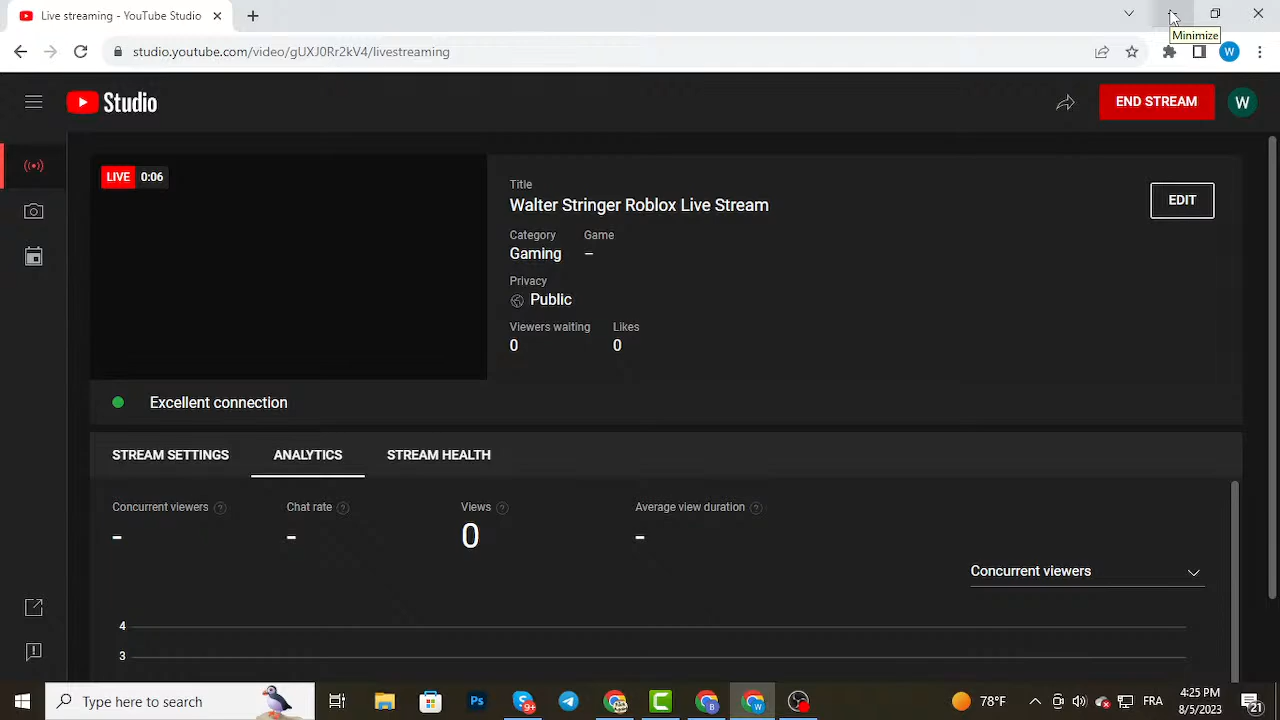 Live streaming - YouTube Studio
Minimize
studio.youtube.com/video/gUXJ0Rr2kV4/livestreaming
W
Studio
END STREAM
W
LIVE 0:06
Title
Walter Stringer Roblox Live Stream
EDIT
Category Game
Gaming –
Privacy
Public
Viewers waiting Likes
0 0
Excellent connection
STREAM SETTINGS ANALYTICS STREAM HEALTH
Concurrent viewers ? Chat rate ? Views ? Average view duration ?
- - 0 -
Concurrent viewers
4
3
Type here to search
Ps
9+
B
W
78°F
FRA
4:25 PM
8/5/2023
21